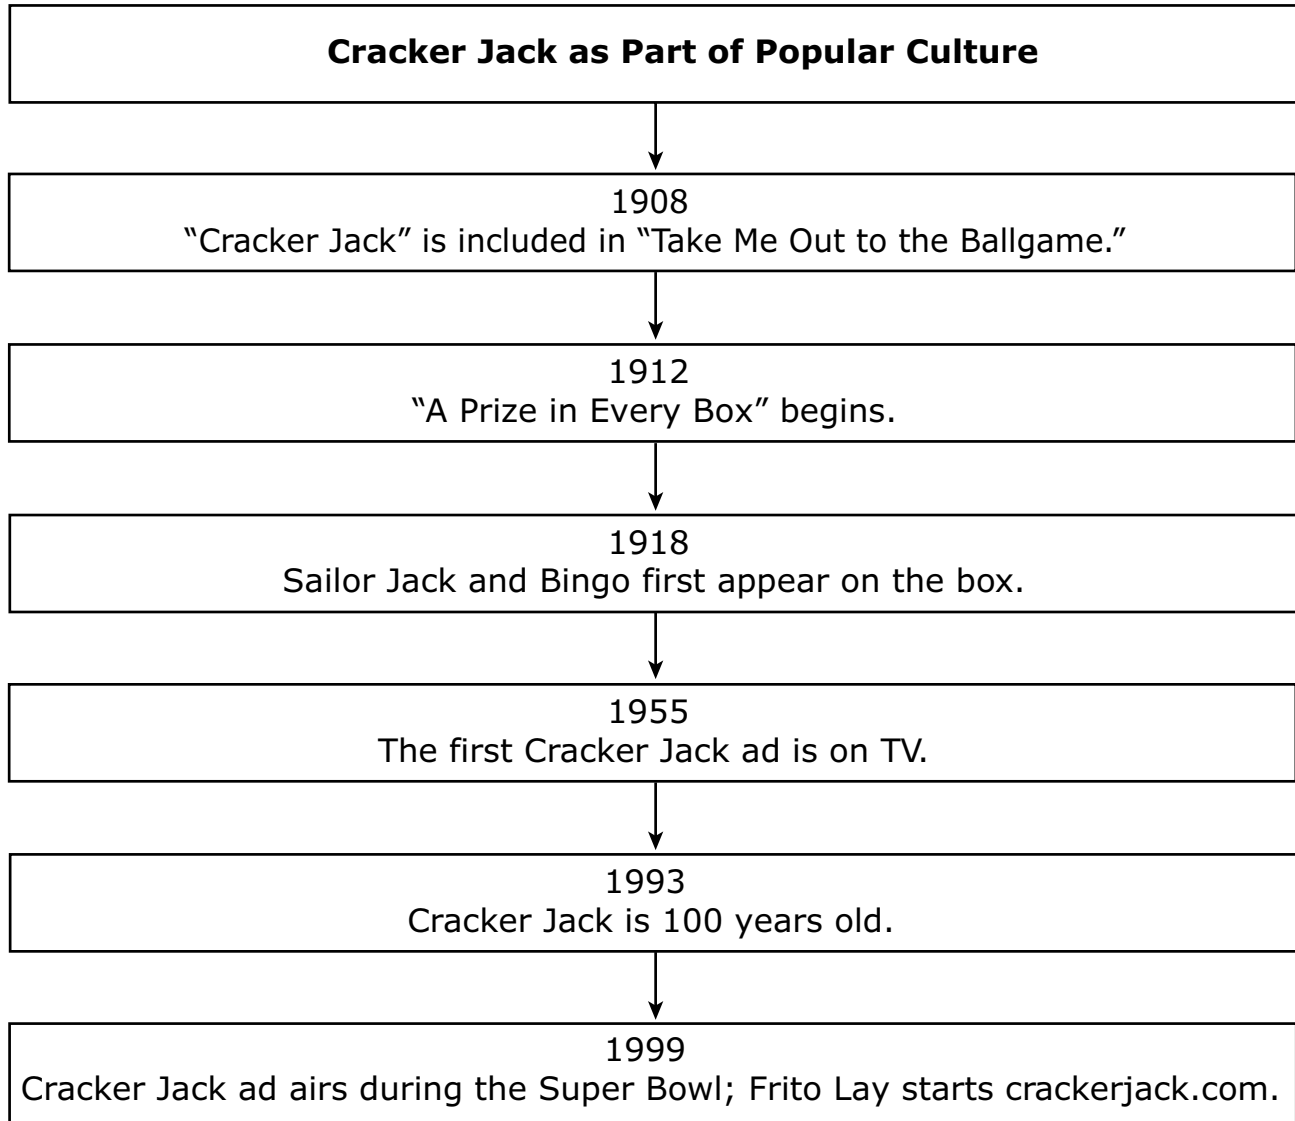 Cracker Jack as Part of Popular Culture
1908
“Cracker Jack” is included in “Take Me Out to the Ballgame.”
1912
“A Prize in Every Box” begins.
1918
Sailor Jack and Bingo first appear on the box.
1955
The first Cracker Jack ad is on TV.
1993
Cracker Jack is 100 years old.
1999
Cracker Jack ad airs during the Super Bowl; Frito Lay starts crackerjack.com.